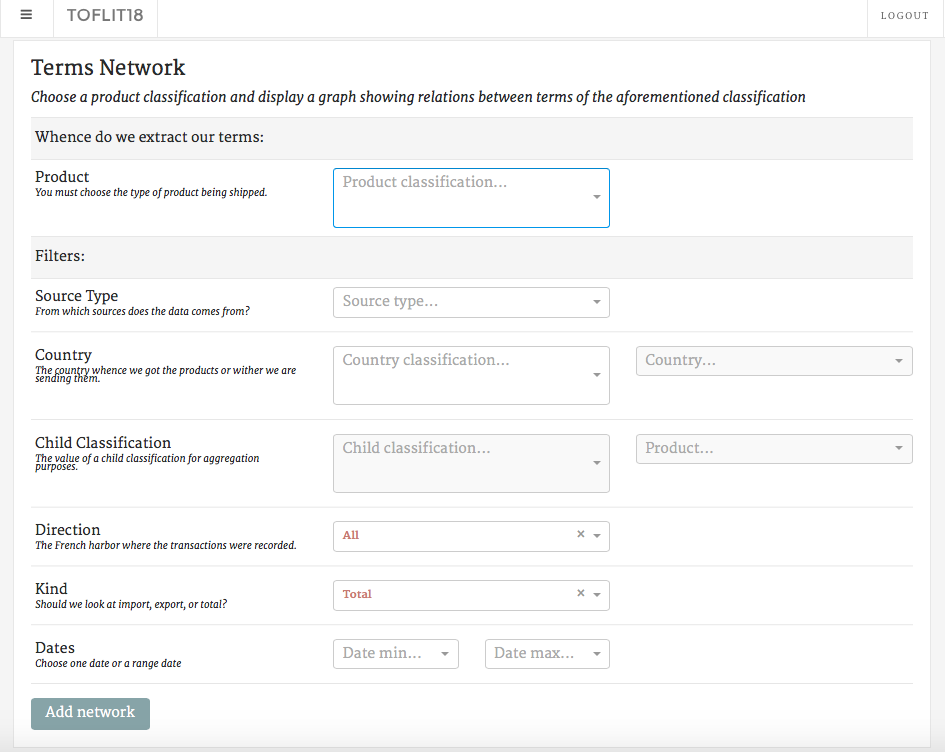 TOFLIT18
LOGOUT
Terms Network
Choose a product classification and display a graph showing relations between terms of the aforementioned classification
Whence do we extract our terms:
Product
You must choose the type of product being shipped.
Product classification...
Filters:
Source Type
From which sources does the data comes from?
Source type...
Country
The country whence we got the products or wither we are
sending them.
Country classification...
Country...
Child Classification
The value of a child classification for aggregation
purposes.
Child classification...
Product...
Direction
The French harbor where the transactions were recorded.
All
Kind
Should we look at import, export, or total?
Total
Dates
Choose one date or a range date
Date min...
Date max...
Add network